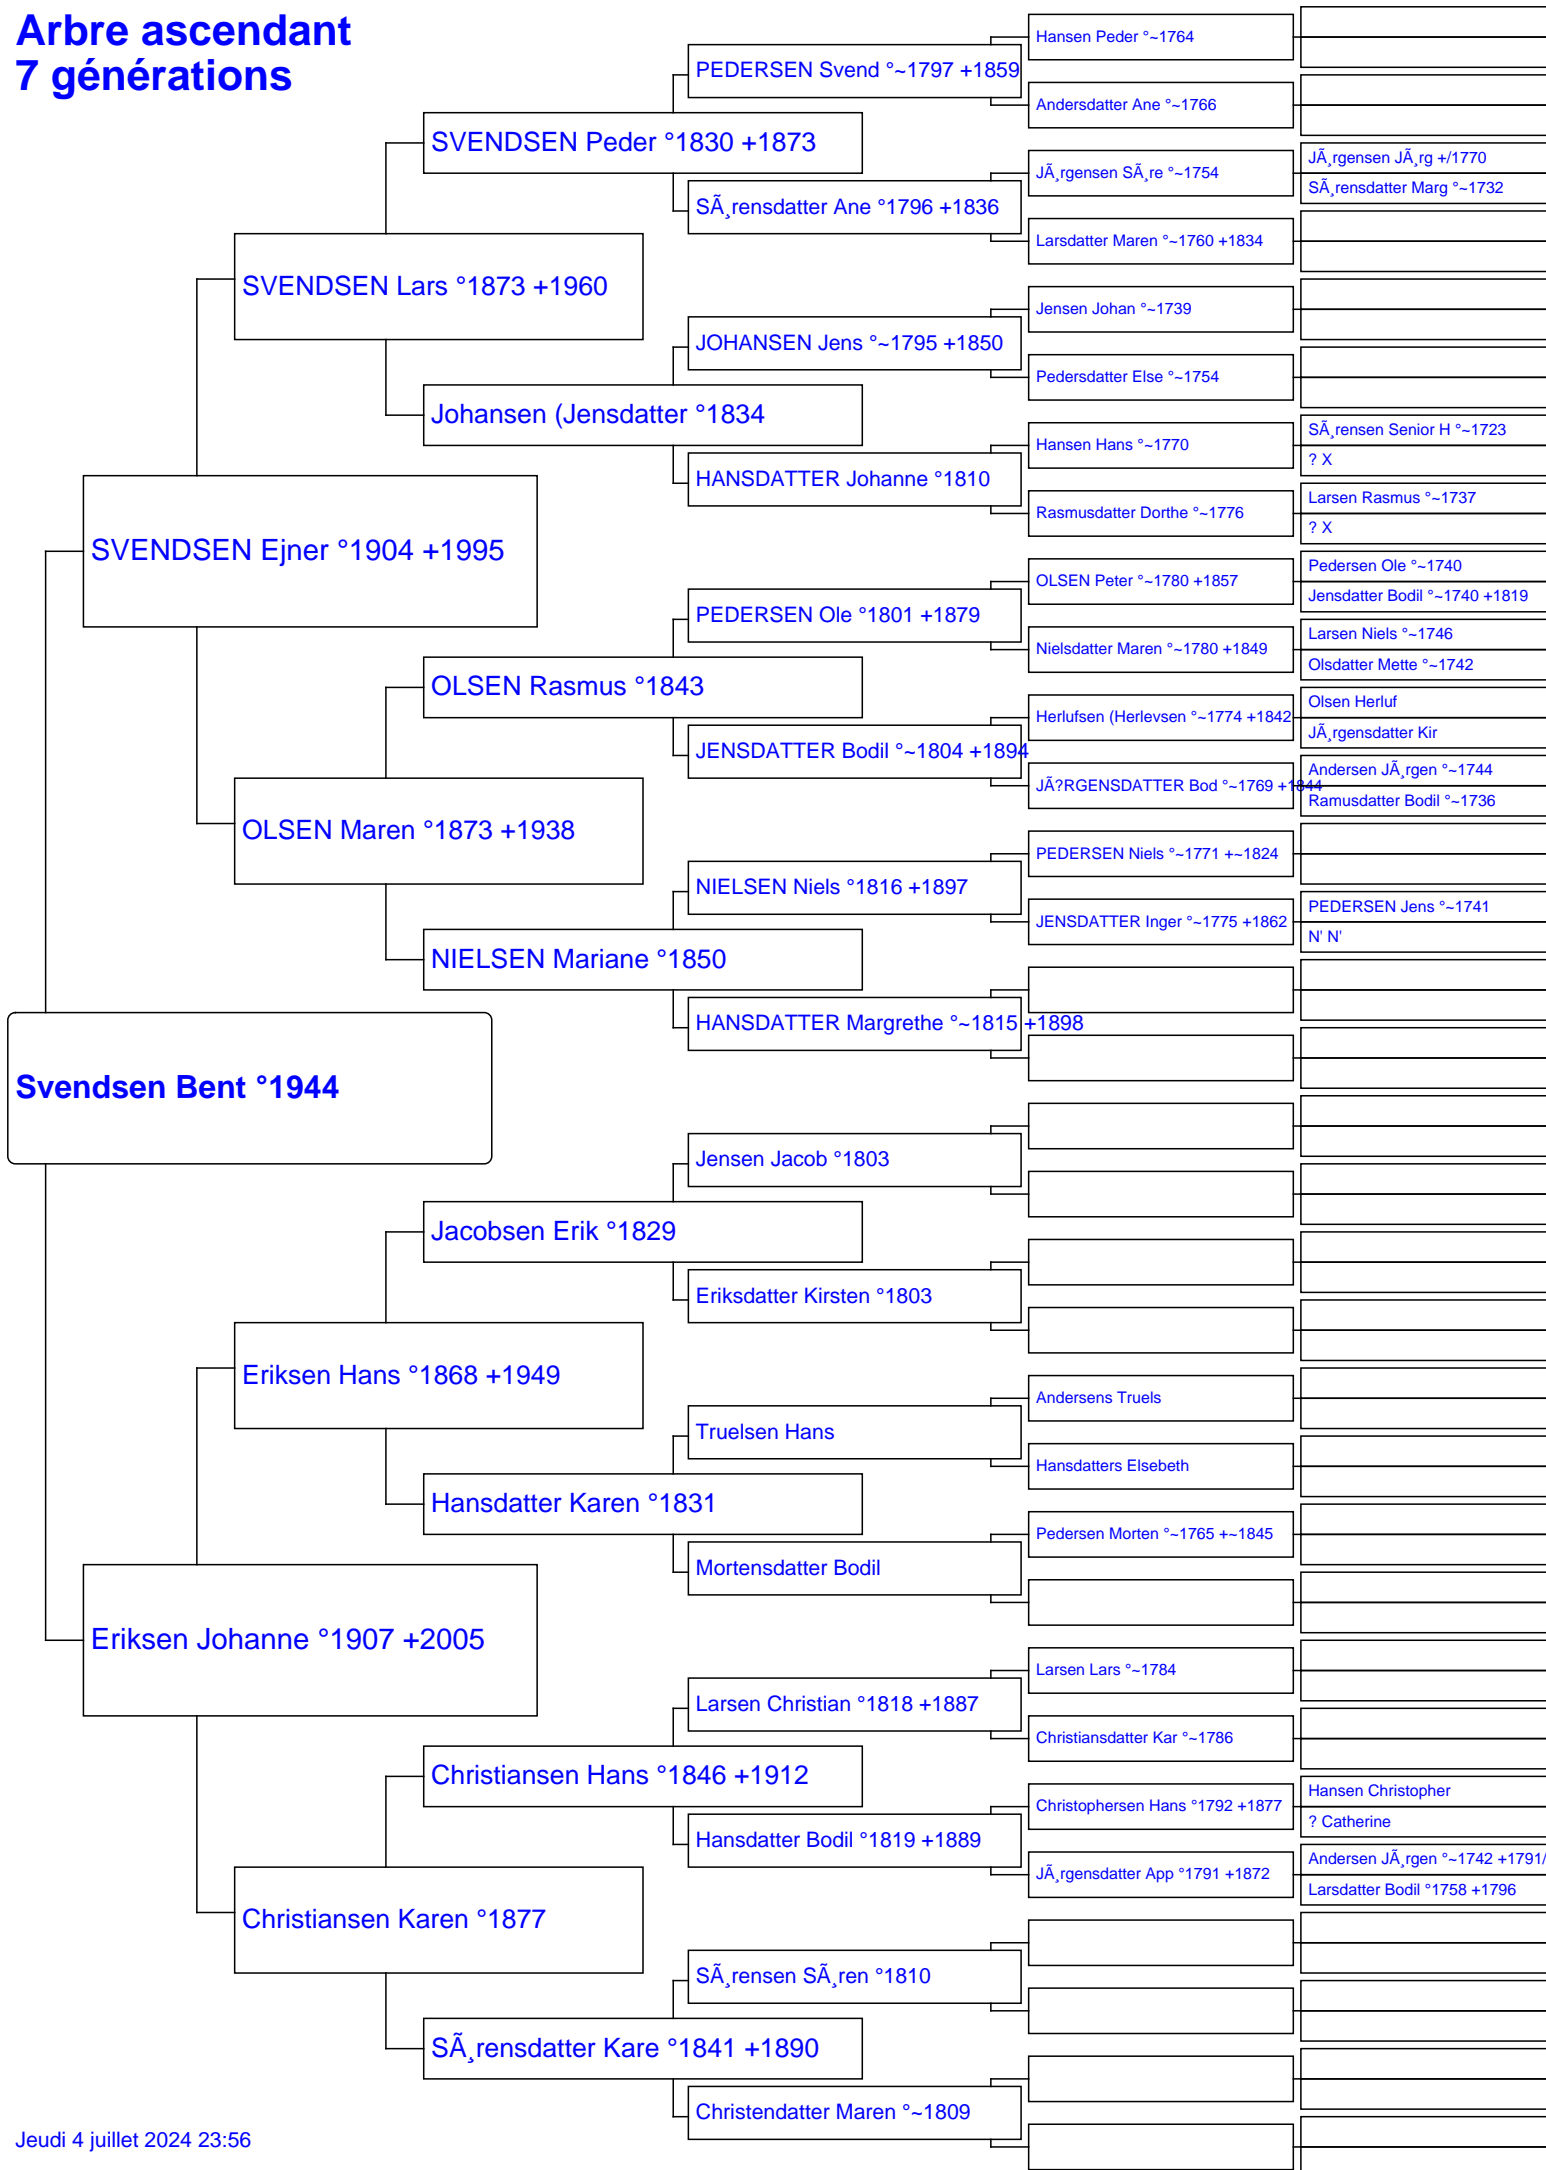 Arbre ascendant
7 générations
Hansen Peder °~1764
PEDERSEN Svend °~1797 +1859
Andersdatter Ane °~1766
SVENDSEN Peder °1830 +1873
JÃ¸rgensen JÃ¸rg +/1770
JÃ¸rgensen SÃ¸re °~1754
SÃ¸rensdatter Marg °~1732
SÃ¸rensdatter Ane °1796 +1836
Larsdatter Maren °~1760 +1834
SVENDSEN Lars °1873 +1960
Jensen Johan °~1739
JOHANSEN Jens °~1795 +1850
Pedersdatter Else °~1754
Johansen (Jensdatter °1834
SÃ¸rensen Senior H °~1723
Hansen Hans °~1770
? X
HANSDATTER Johanne °1810
Larsen Rasmus °~1737
Rasmusdatter Dorthe °~1776
? X
SVENDSEN Ejner °1904 +1995
Pedersen Ole °~1740
OLSEN Peter °~1780 +1857
Jensdatter Bodil °~1740 +1819
PEDERSEN Ole °1801 +1879
Larsen Niels °~1746
Nielsdatter Maren °~1780 +1849
Olsdatter Mette °~1742
OLSEN Rasmus °1843
Olsen Herluf
Herlufsen (Herlevsen °~1774 +1842
JÃ¸rgensdatter Kir
JENSDATTER Bodil °~1804 +1894
Andersen JÃ¸rgen °~1744
JÃ?RGENSDATTER Bod °~1769 +1844
Ramusdatter Bodil °~1736
OLSEN Maren °1873 +1938
PEDERSEN Niels °~1771 +~1824
NIELSEN Niels °1816 +1897
PEDERSEN Jens °~1741
JENSDATTER Inger °~1775 +1862
N' N'
NIELSEN Mariane °1850
HANSDATTER Margrethe °~1815 +1898
Svendsen Bent °1944
Jensen Jacob °1803
Jacobsen Erik °1829
Eriksdatter Kirsten °1803
Eriksen Hans °1868 +1949
Andersens Truels
Truelsen Hans
Hansdatters Elsebeth
Hansdatter Karen °1831
Pedersen Morten °~1765 +~1845
Mortensdatter Bodil
Eriksen Johanne °1907 +2005
Larsen Lars °~1784
Larsen Christian °1818 +1887
Christiansdatter Kar °~1786
Christiansen Hans °1846 +1912
Hansen Christopher
Christophersen Hans °1792 +1877
? Catherine
Hansdatter Bodil °1819 +1889
Andersen JÃ¸rgen °~1742 +1791/
JÃ¸rgensdatter App °1791 +1872
Larsdatter Bodil °1758 +1796
Christiansen Karen °1877
SÃ¸rensen SÃ¸ren °1810
SÃ¸rensdatter Kare °1841 +1890
Christendatter Maren °~1809
Jeudi 4 juillet 2024 23:56